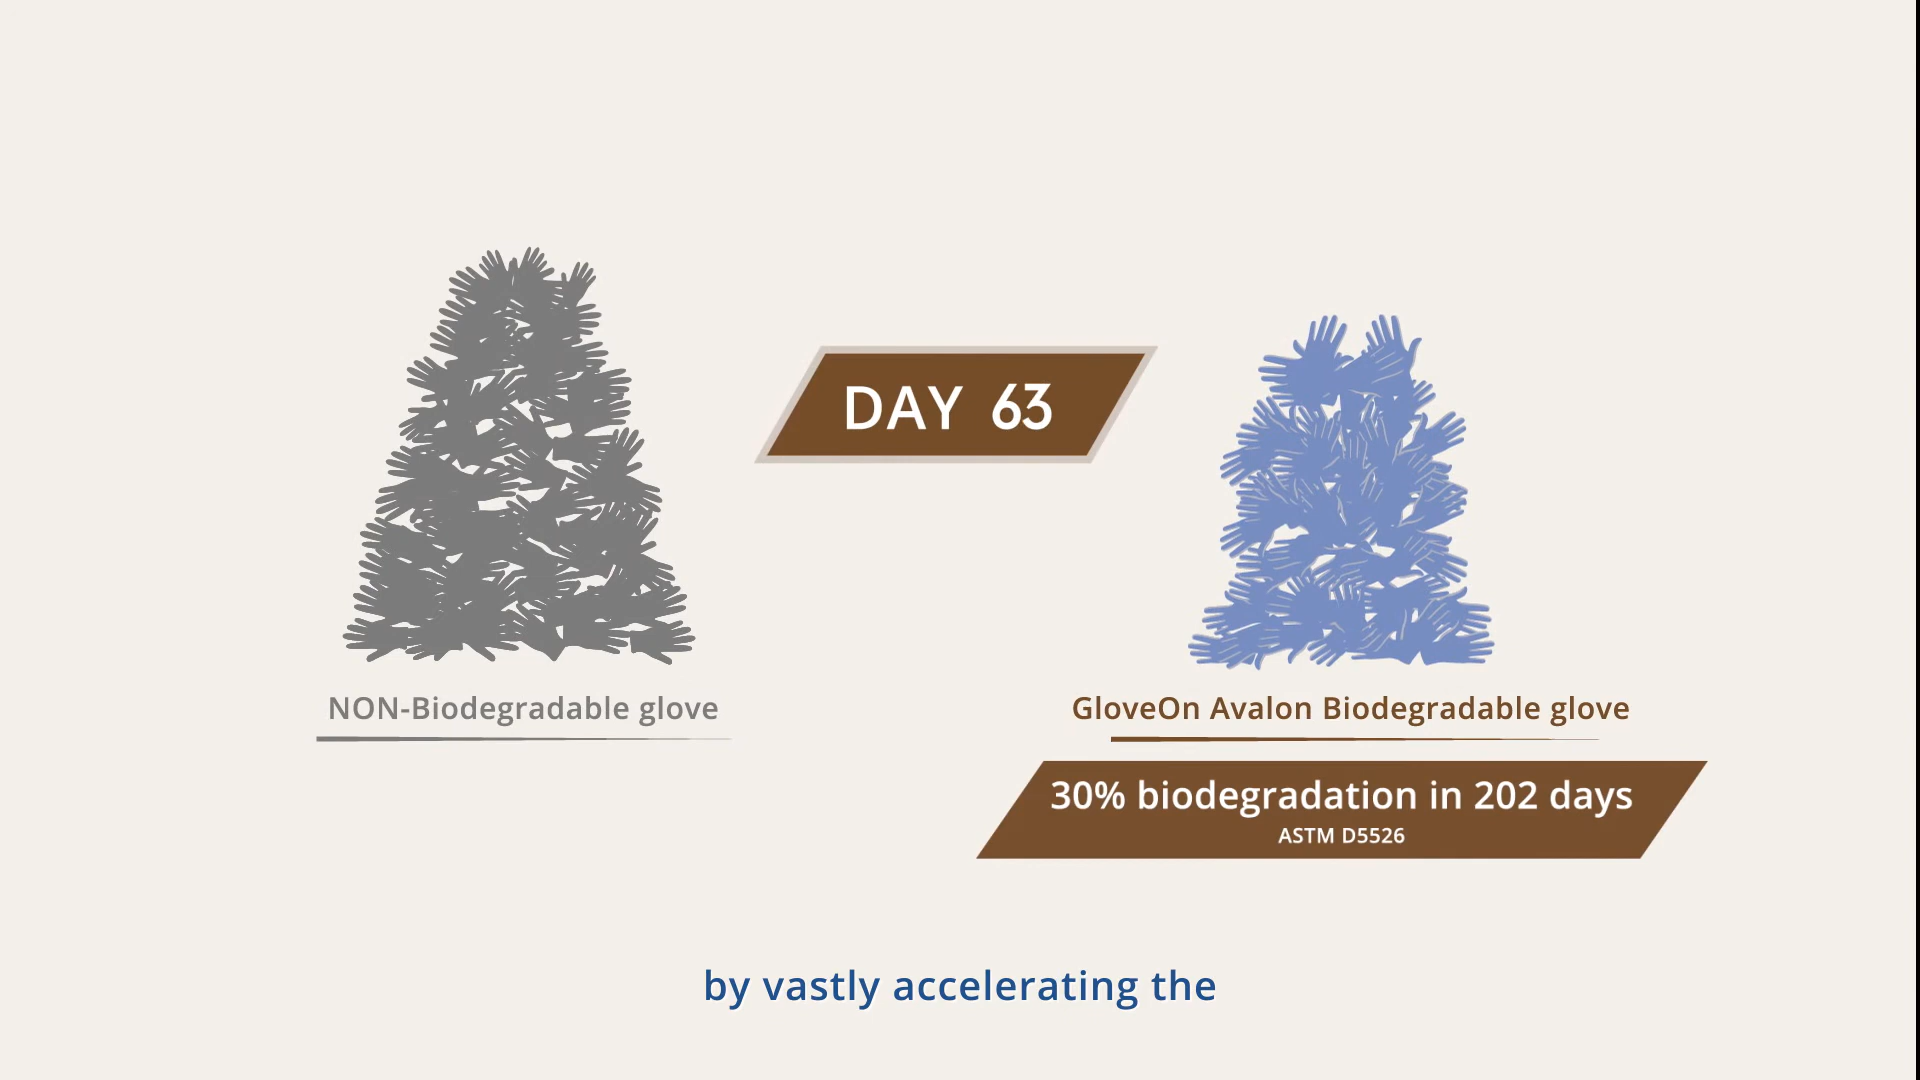 DAY 63
NON-Biodegradable glove
GloveOn Avalon Biodegradable glove
30% biodegradation in 202 days
ASTM D5526
by vastly accelerating the